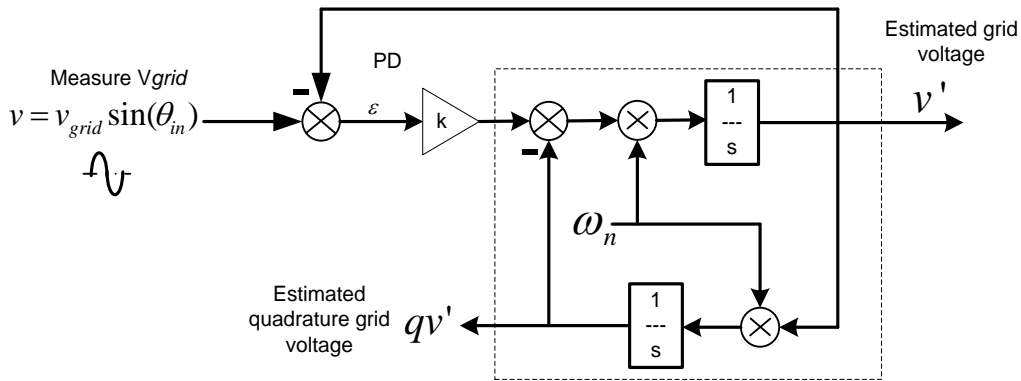 Estimated grid
voltage
PD
Measure Vgrid
v = v_grid sin(θ_in)
ε
k
1
---
s
v'
ω_n
Estimated
quadrature grid
voltage
qv'
1
---
s